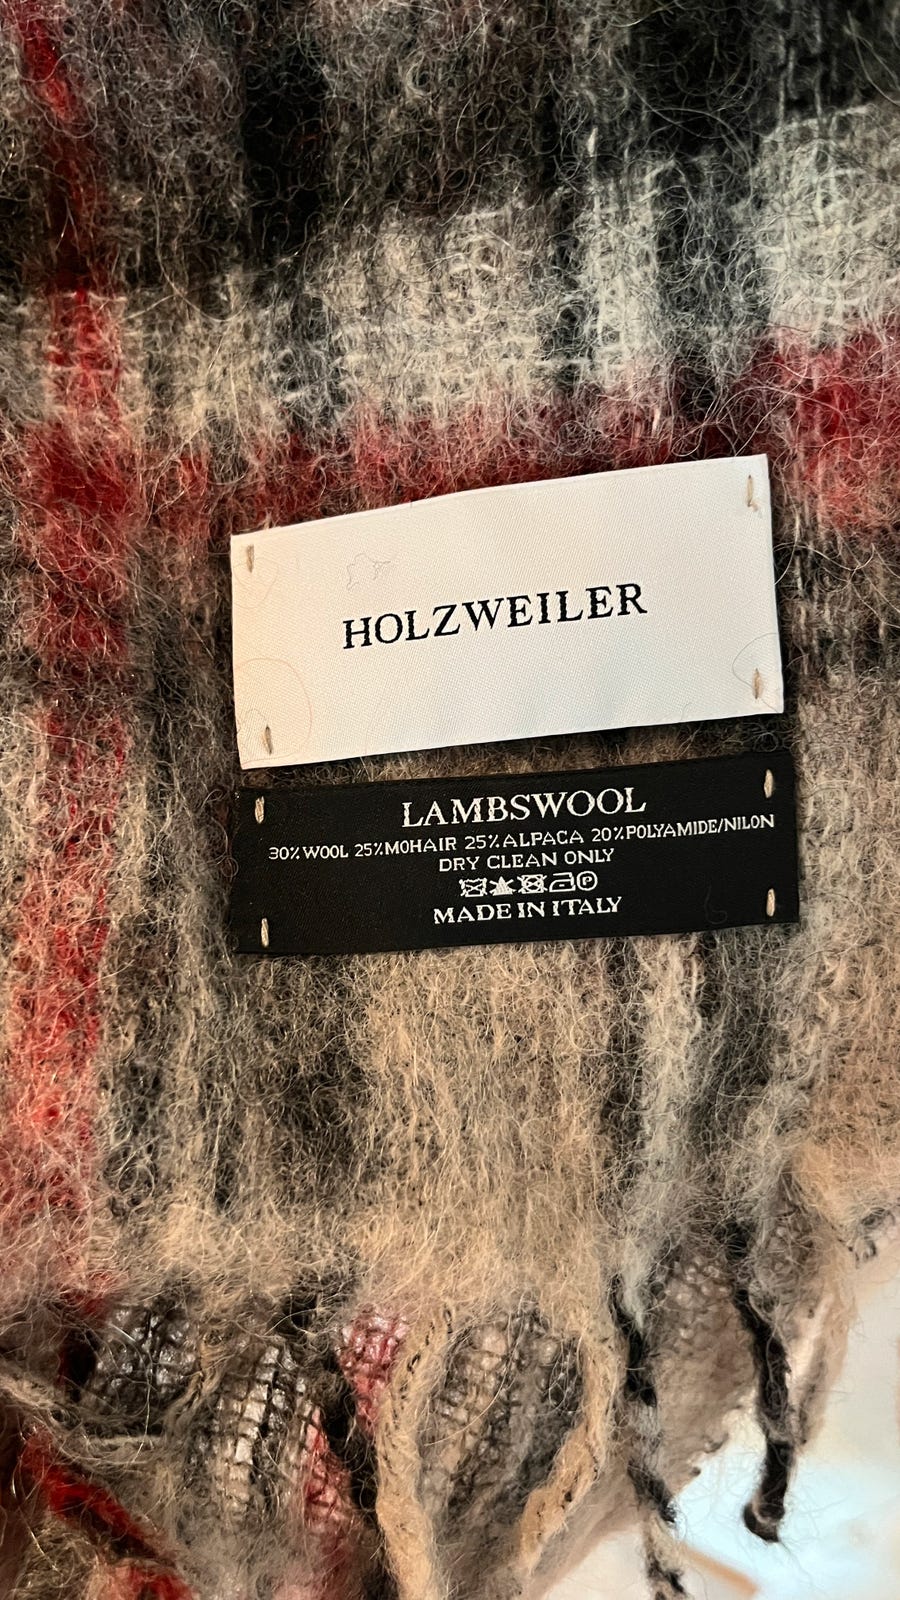 HOLZWEILER
LAMBSWOOL
30%WOOL 25%MOHAIR 25%ALPACA 20%POLYAMIDE/NILON
DRY CLEAN ONLY
P
MADE IN ITALY